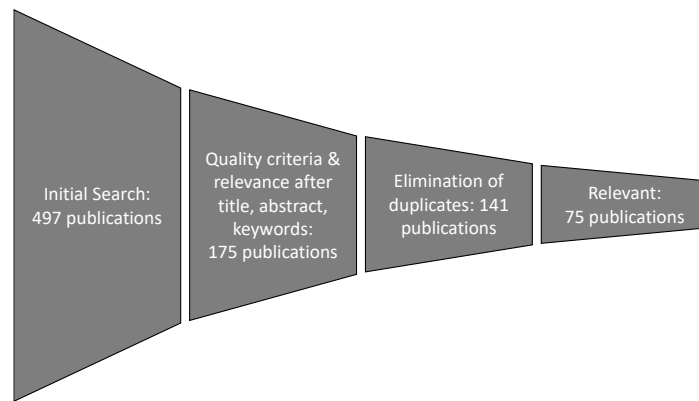 Initial Search:
497 publications
Quality criteria &
relevance after
title, abstract,
keywords:
175 publications
Elimination of
duplicates: 141
publications
Relevant:
75 publications